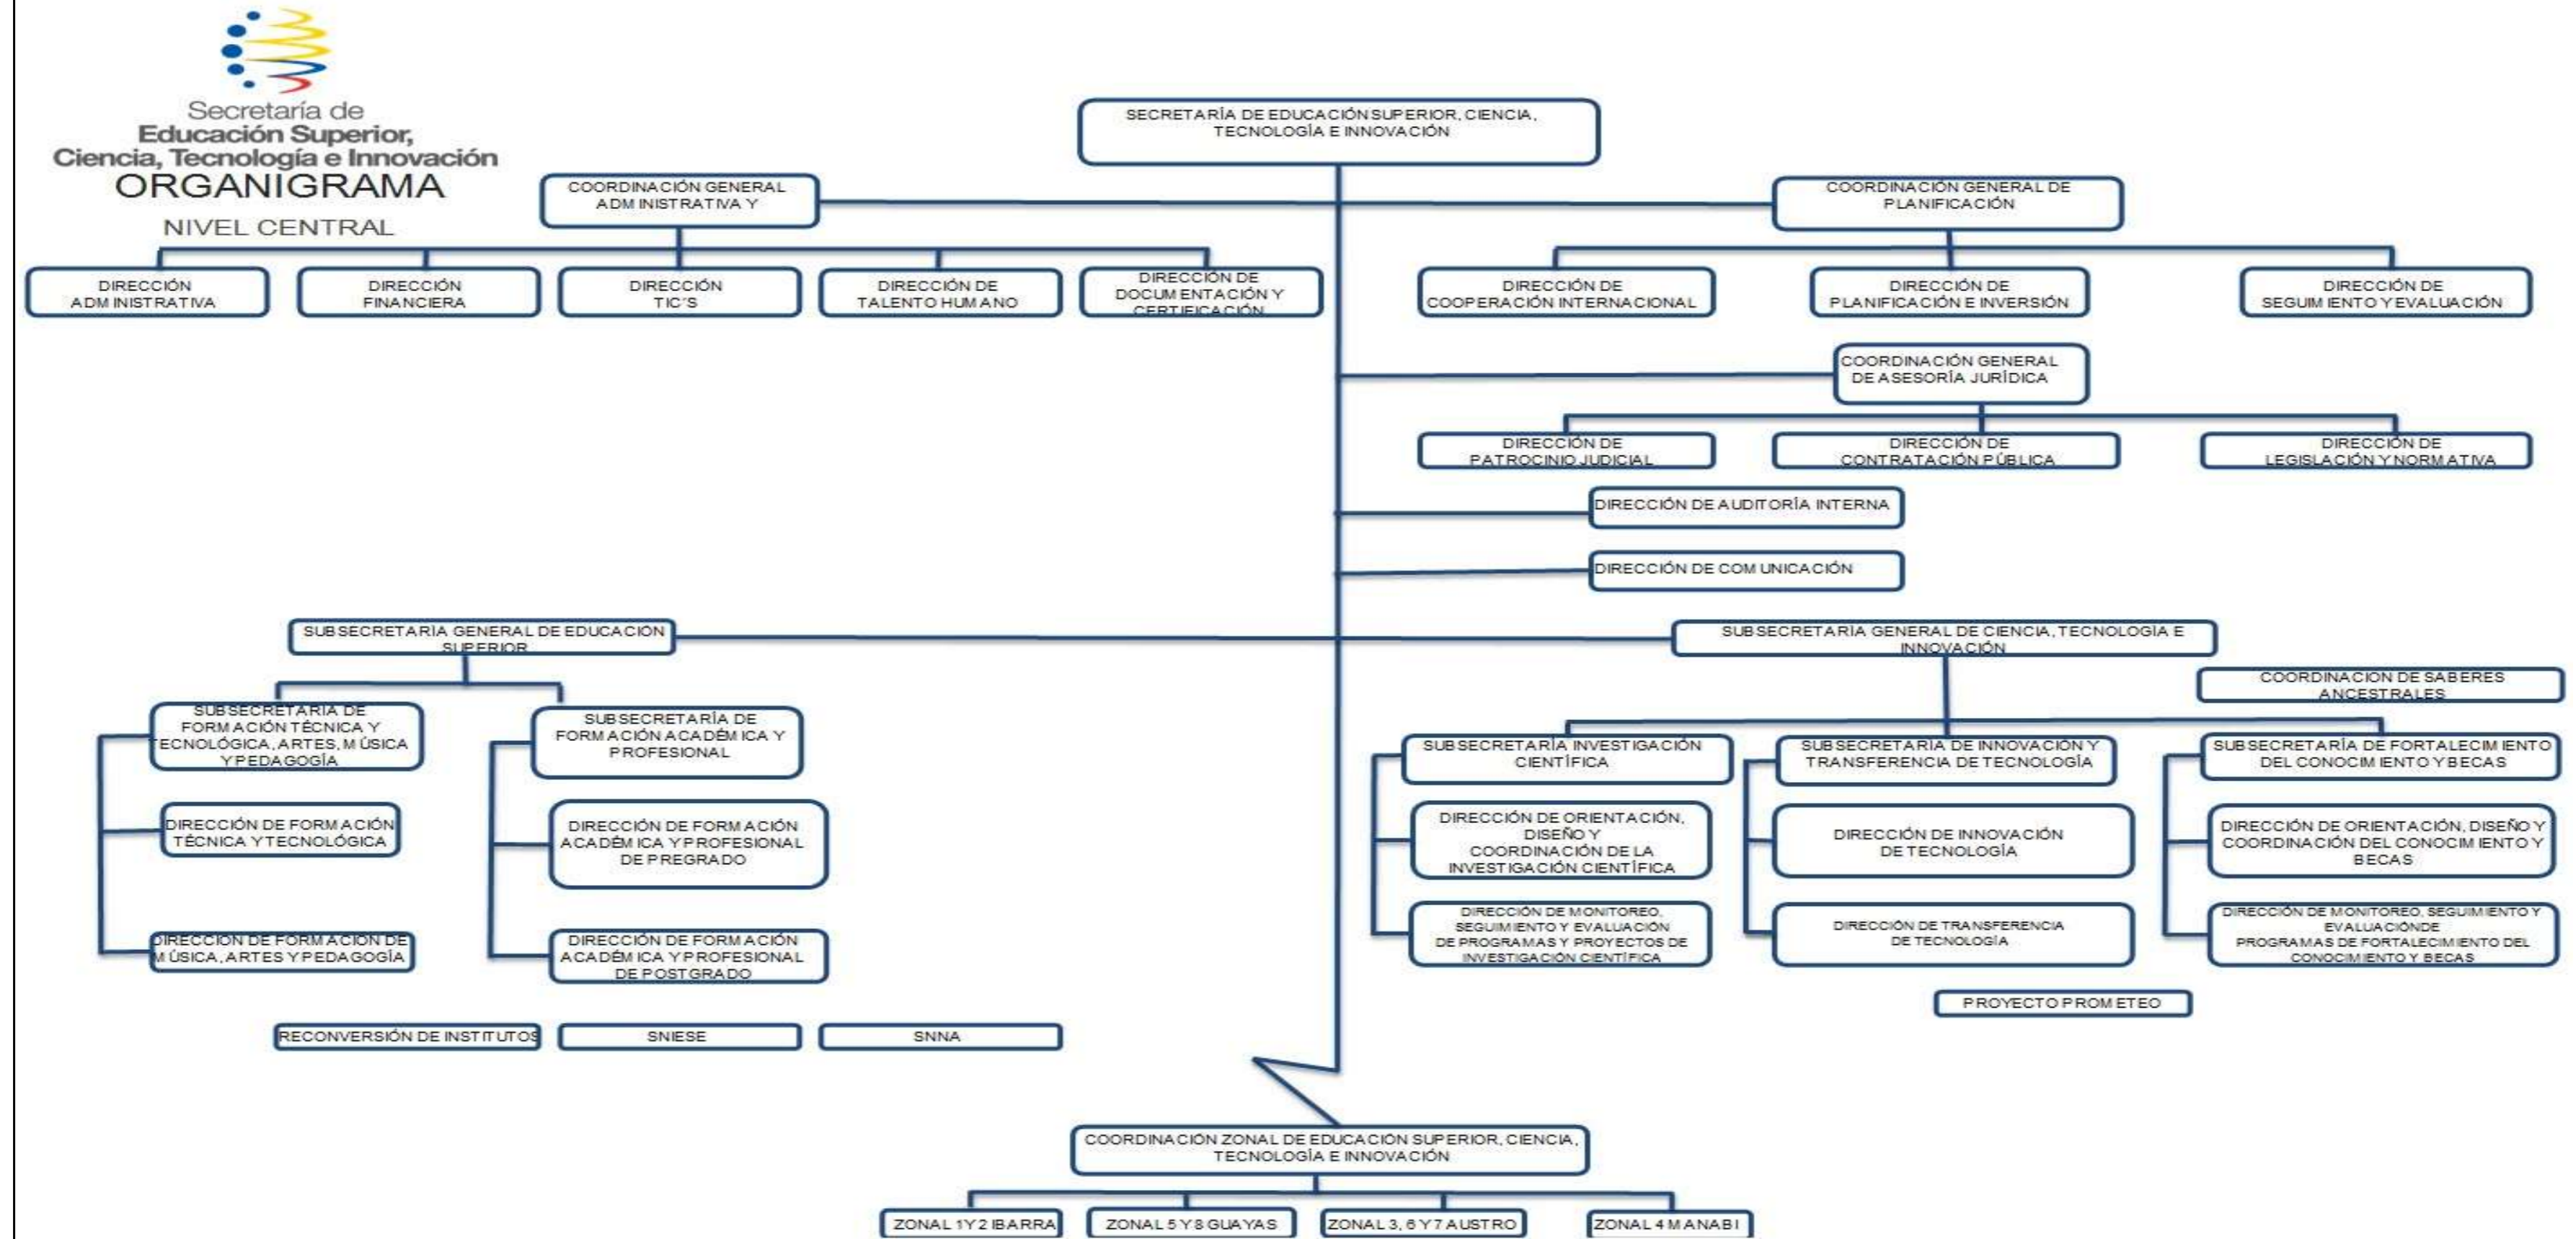 Secretaría de
Educación Superior,
Ciencia, Tecnología e Innovación
ORGANIGRAMA
NIVEL CENTRAL
SECRETARÍA DE EDUCACIÓN SUPERIOR, CIENCIA,
TECNOLOGÍA E INNOVACIÓN
COORDINACIÓN GENERAL
ADMINISTRATIVA Y
COORDINACIÓN GENERAL DE
PLANIFICACIÓN
DIRECCIÓN
ADMINISTRATIVA
DIRECCIÓN
FINANCIERA
DIRECCIÓN
TIC'S
DIRECCIÓN DE
TALENTO HUMANO
DIRECCIÓN DE
DOCUMENTACIÓN Y
CERTIFICACIÓN
DIRECCIÓN DE
COOPERACIÓN INTERNACIONAL
DIRECCIÓN DE
PLANIFICACIÓN E INVERSIÓN
DIRECCIÓN DE
SEGUIMIENTO Y EVALUACIÓN
COORDINACIÓN GENERAL
DE ASESORÍA JURÍDICA
DIRECCIÓN DE
PATROCINIO JUDICIAL
DIRECCIÓN DE
CONTRATACIÓN PÚBLICA
DIRECCIÓN DE
LEGISLACIÓN Y NORMATIVA
DIRECCIÓN DE AUDITORÍA INTERNA
DIRECCIÓN DE COMUNICACIÓN
SUBSECRETARÍA GENERAL DE EDUCACIÓN
SUPERIOR
SUBSECRETARÍA GENERAL DE CIENCIA, TECNOLOGÍA E
INNOVACIÓN
COORDINACION DE SABERES
ANCESTRALES
SUBSECRETARÍA DE
FORMACIÓN TÉCNICA Y
TECNOLÓGICA, ARTES, MÚSICA
Y PEDAGOGÍA
SUBSECRETARÍA DE
FORMACIÓN ACADÉMICA Y
PROFESIONAL
SUBSECRETARÍA INVESTIGACIÓN
CIENTÍFICA
SUBSECRETARÍA DE INNOVACIÓN Y
TRANSFERENCIA DE TECNOLOGÍA
SUBSECRETARÍA DE FORTALECIMIENTO
DEL CONOCIMIENTO Y BECAS
DIRECCIÓN DE FORMACIÓN
TÉCNICA Y TECNOLÓGICA
DIRECCIÓN DE FORMACIÓN
ACADÉMICA Y PROFESIONAL
DE PREGRADO
DIRECCIÓN DE ORIENTACIÓN,
DISEÑO Y
COORDINACIÓN DE LA
INVESTIGACIÓN CIENTÍFICA
DIRECCIÓN DE INNOVACIÓN
DE TECNOLOGÍA
DIRECCIÓN DE ORIENTACIÓN, DISEÑO Y
COORDINACIÓN DEL CONOCIMIENTO Y
BECAS
DIRECCIÓN DE FORMACIÓN DE
MÚSICA, ARTES Y PEDAGOGÍA
DIRECCIÓN DE FORMACIÓN
ACADÉMICA Y PROFESIONAL
DE POSTGRADO
DIRECCIÓN DE MONITOREO,
SEGUIMIENTO Y EVALUACIÓN
DE PROGRAMAS Y PROYECTOS DE
INVESTIGACIÓN CIENTÍFICA
DIRECCIÓN DE TRANSFERENCIA
DE TECNOLOGÍA
DIRECCIÓN DE MONITOREO, SEGUIMIENTO Y
EVALUACIÓNDE
PROGRAMAS DE FORTALECIMIENTO DEL
CONOCIMIENTO Y BECAS
PROYECTO PROMETEO
RECONVERSIÓN DE INSTITUTOS
SNIESE
SNNA
COORDINACIÓN ZONAL DE EDUCACIÓN SUPERIOR, CIENCIA,
TECNOLOGÍA E INNOVACIÓN
ZONAL 1 Y 2 IBARRA
ZONAL 5 Y 8 GUAYAS
ZONAL 3, 6 Y 7 AUSTRO
ZONAL 4 MANABI